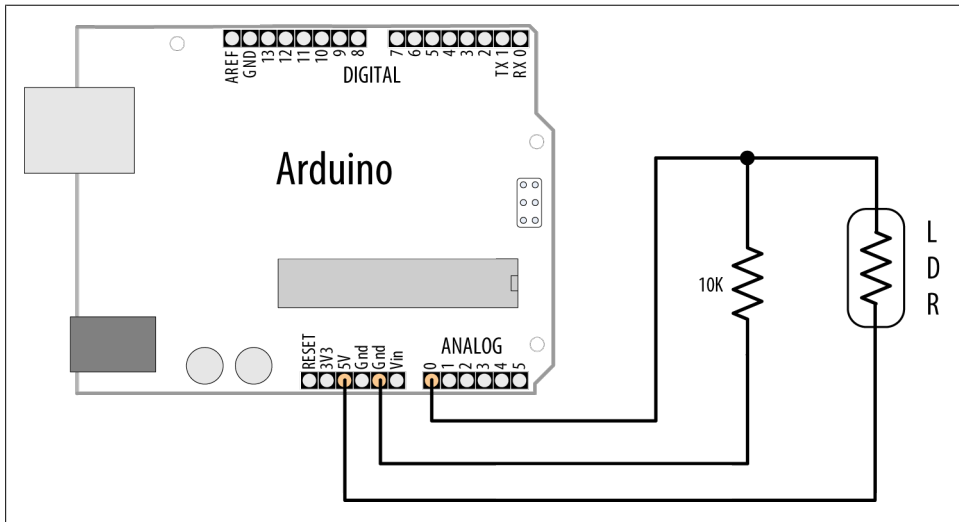 AREF
GND
13
12
11
10
9
8
7
6
5
4
3
2
TX 1
RX 0
DIGITAL
Arduino
10K
L
D
R
RESET
3V3
5V
Gnd
Gnd
Vin
ANALOG
0
1
2
3
4
5